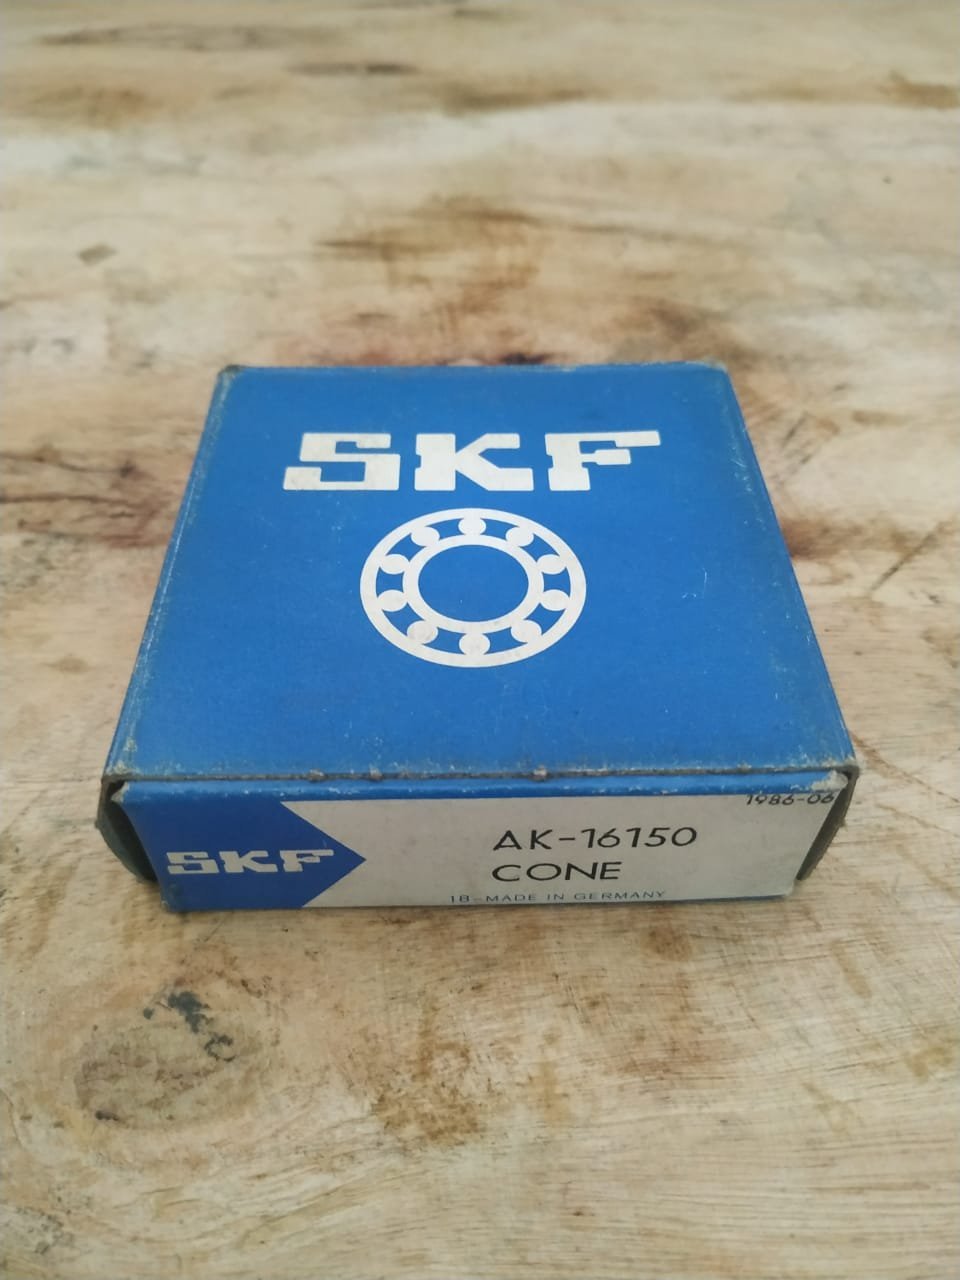 SKF
1986-06
SKF
AK-16150
CONE
18-MADE IN GERMANY